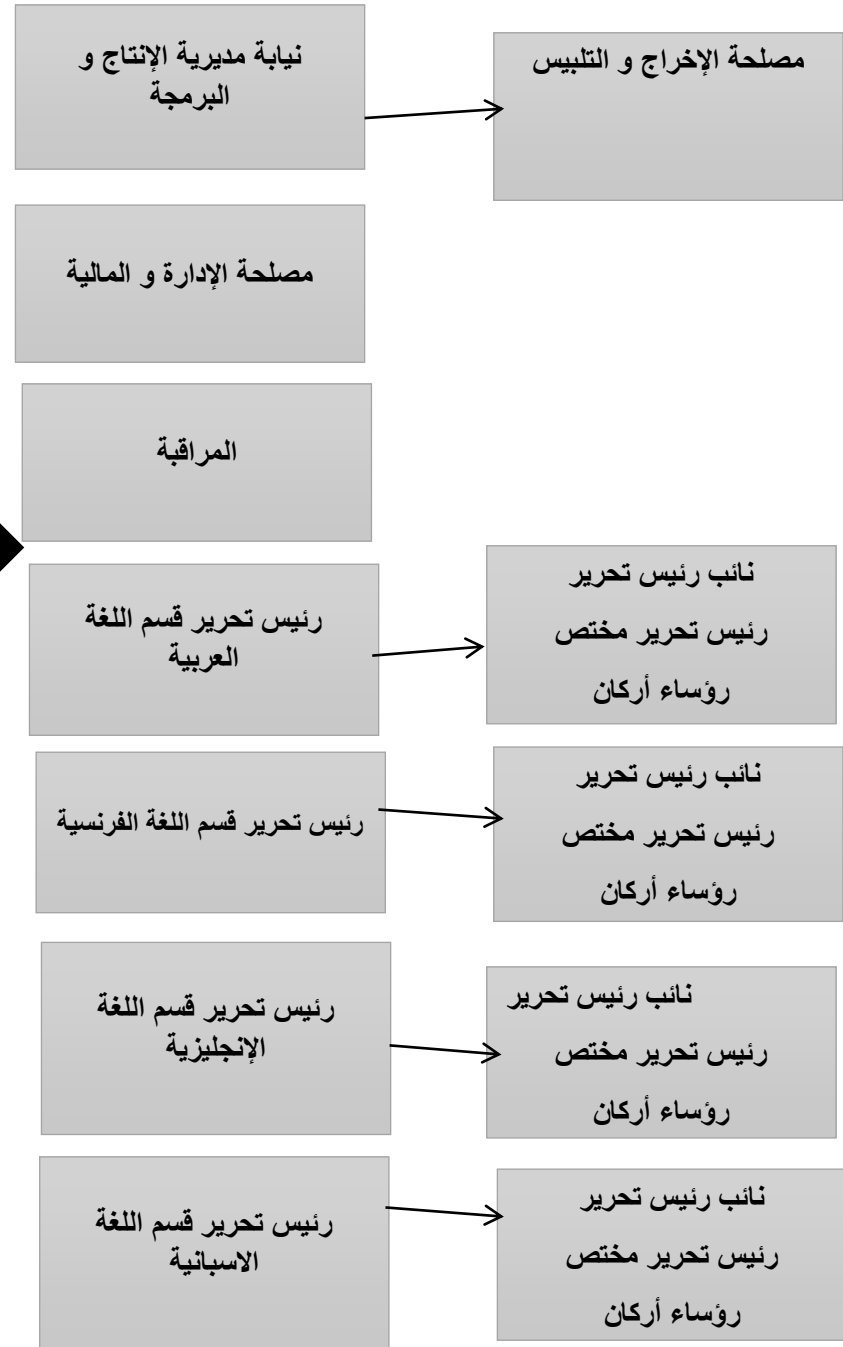 نيابة مديرية الإنتاج و
البرمجة
مصلحة الإخراج و التلبيس
مصلحة الإدارة و المالية
المراقبة
رئيس تحرير قسم اللغة
العربية
نائب رئيس تحرير
رئيس تحرير مختص
رؤساء أركان
رئيس تحرير قسم اللغة الفرنسية
نائب رئيس تحرير
رئيس تحرير مختص
رؤساء أركان
رئيس تحرير قسم اللغة
الإنجليزية
نائب رئيس تحرير
رئيس تحرير مختص
رؤساء أركان
رئيس تحرير قسم اللغة
الاسبانية
نائب رئيس تحرير
رئيس تحرير مختص
رؤساء أركان